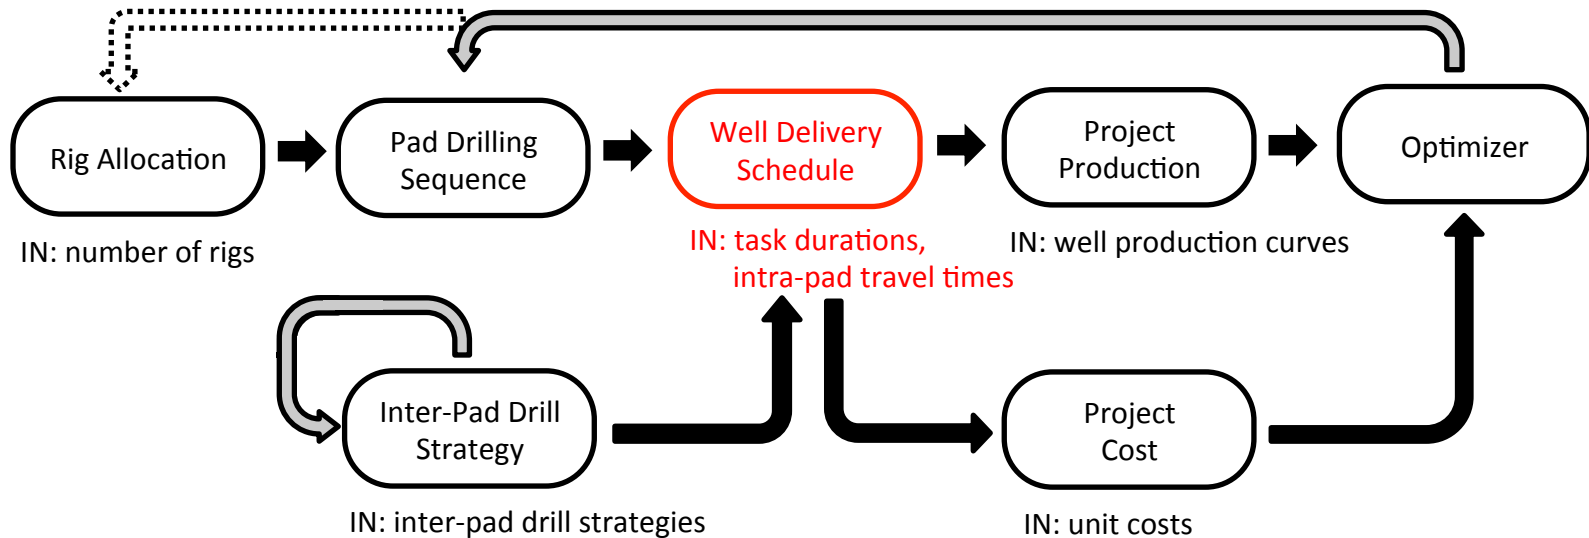 Rig Allocation
Pad Drilling
Sequence
Well Delivery
Schedule
Project
Production
Optimizer
IN: number of rigs
IN: task durations,
intra-pad travel times
IN: well production curves
Inter-Pad Drill
Strategy
Project
Cost
IN: inter-pad drill strategies
IN: unit costs